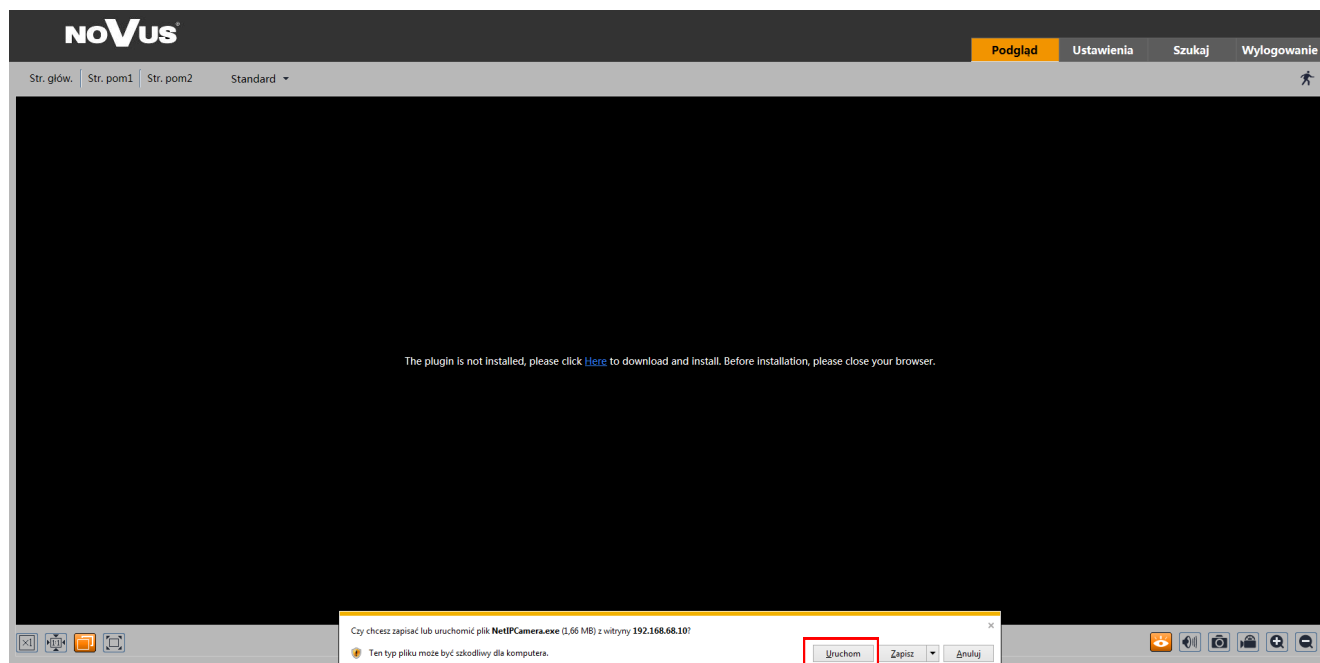 NOVUS®
Podgląd Ustawienia Szukaj Wylogowanie
Str. głów. Str. pom1 Str. pom2 Standard
The plugin is not installed, please click Here to download and install. Before installation, please close your browser.
Czy chcesz zapisać lub uruchomić plik NetIPCamera.exe (1,66 MB) z witryny 192.168.68.10?
Ten typ pliku może być szkodliwy dla komputera.
Uruchom Zapisz Anuluj
×1 1:1